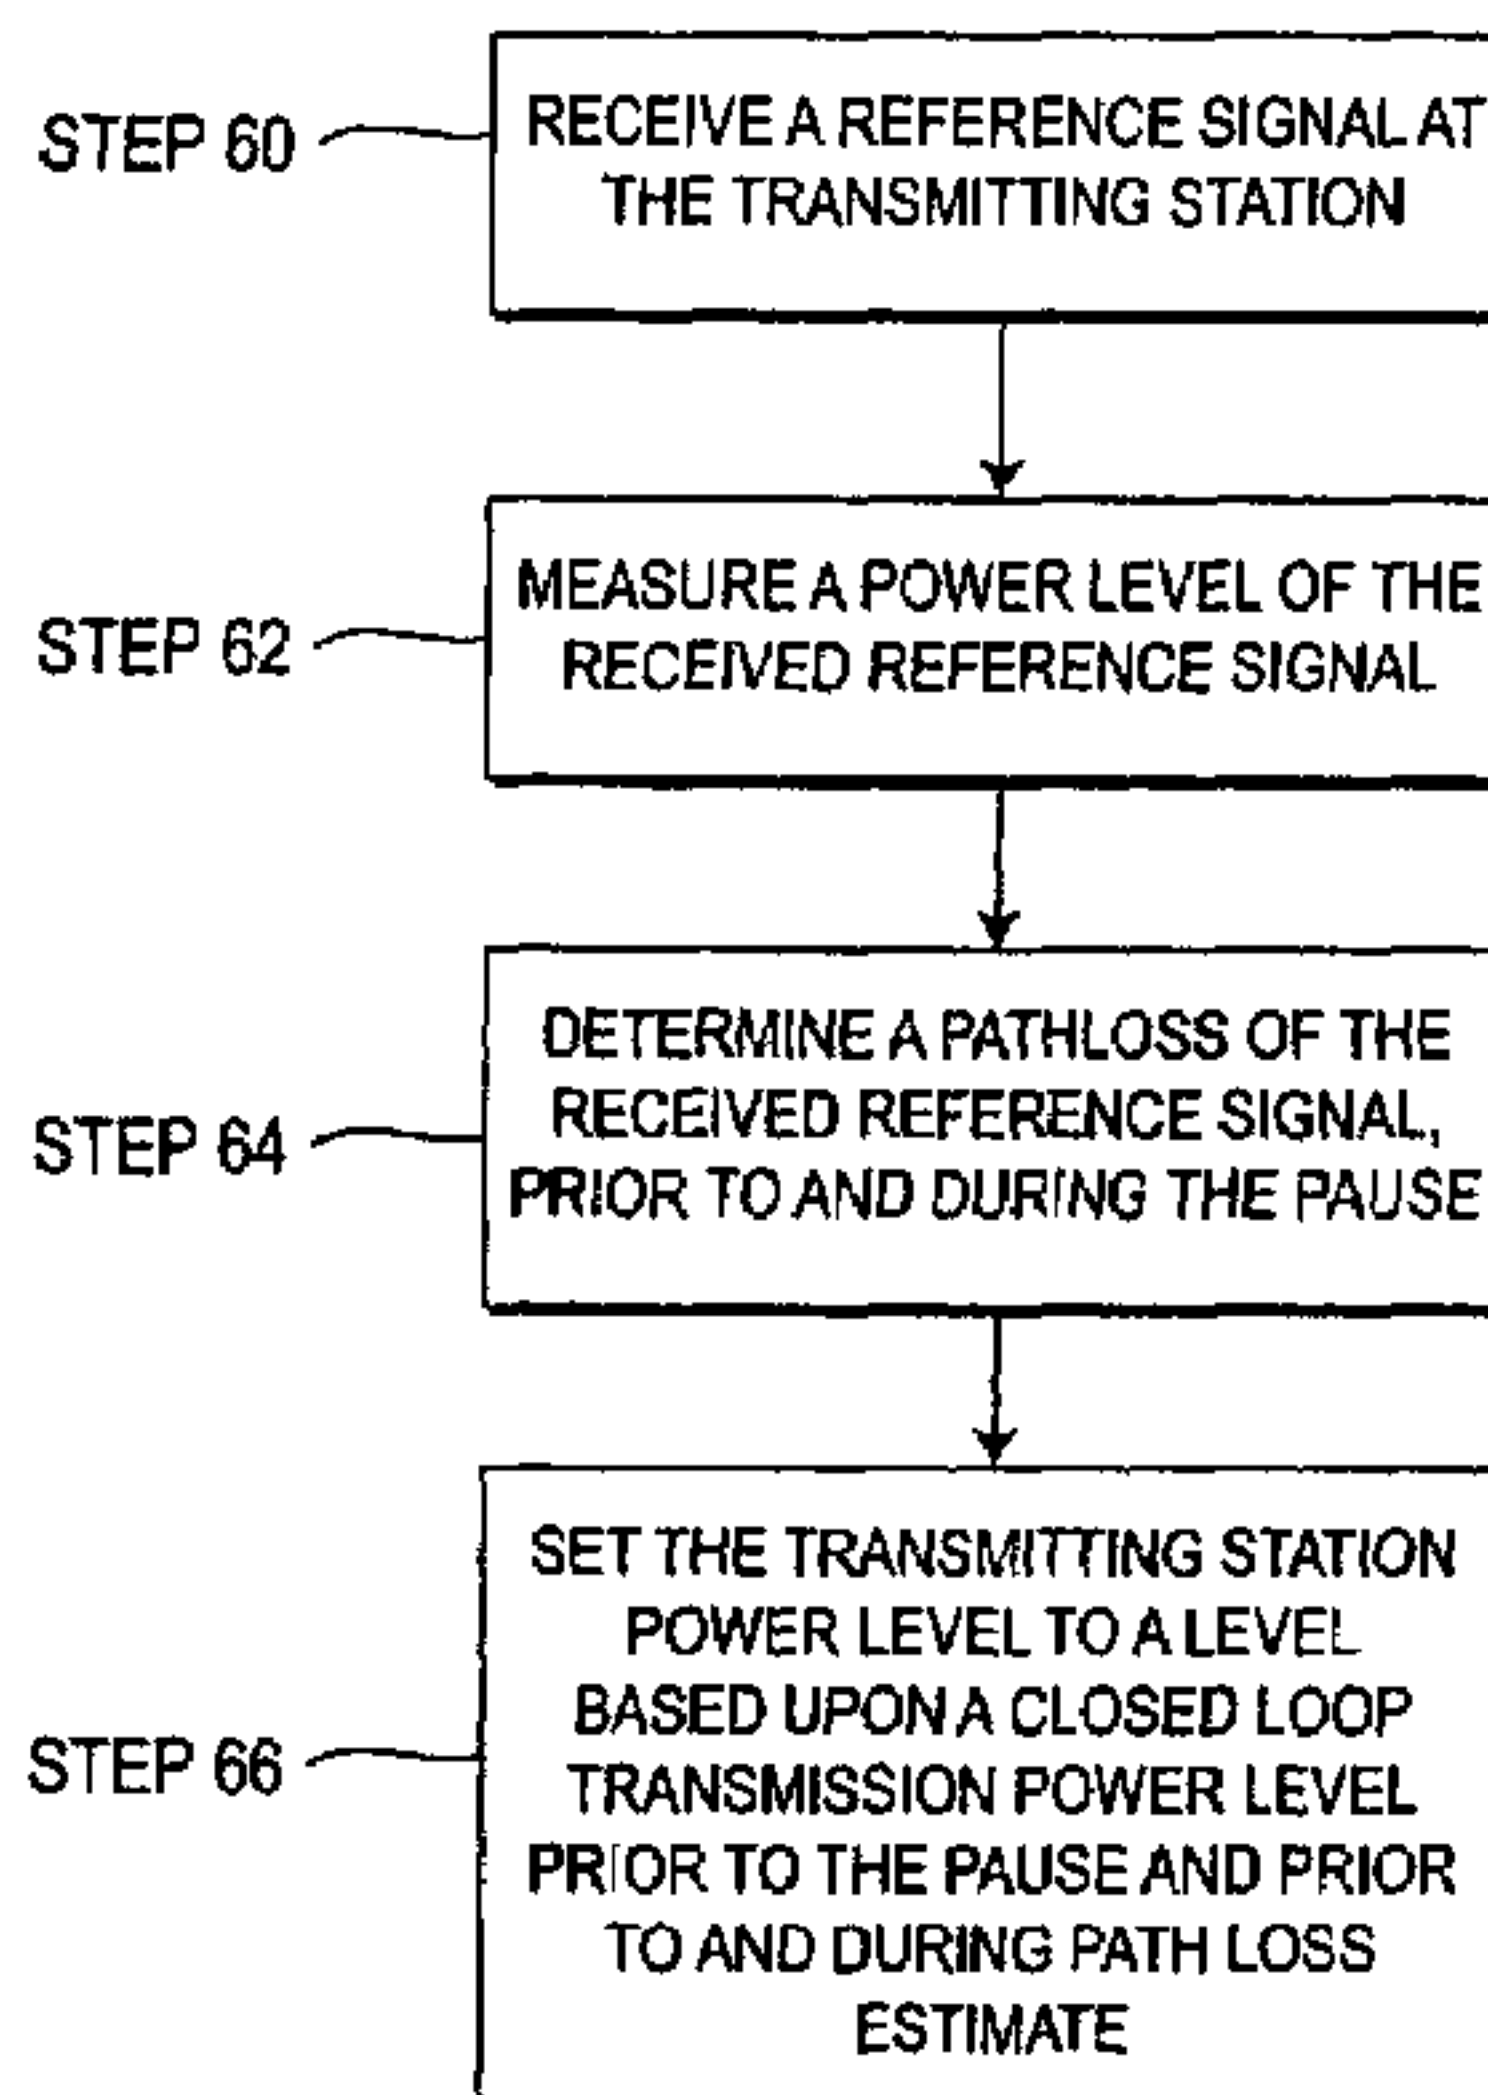 STEP 60
RECEIVE A REFERENCE SIGNAL AT
THE TRANSMITTING STATION
STEP 62
MEASURE A POWER LEVEL OF THE
RECEIVED REFERENCE SIGNAL
STEP 64
DETERMINE A PATHLOSS OF THE
RECEIVED REFERENCE SIGNAL,
PRIOR TO AND DURING THE PAUSE
STEP 66
SET THE TRANSMITTING STATION
POWER LEVEL TO A LEVEL
BASED UPON A CLOSED LOOP
TRANSMISSION POWER LEVEL
PRIOR TO THE PAUSE AND PRIOR
TO AND DURING PATH LOSS
ESTIMATE